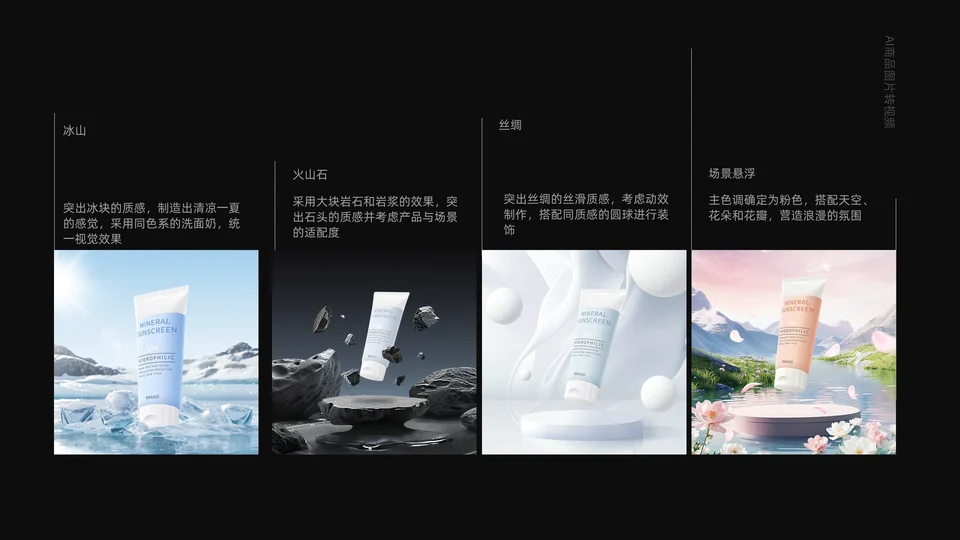 AI商品图片转视频
冰山
突出冰块的质感，制造出清凉一夏
的感觉，采用同色系的洗面奶，统
一视觉效果
火山石
采用大块岩石和岩浆的效果，突
出石头的质感并考虑产品与场景
的适配度
丝绸
突出丝绸的丝滑质感，考虑动效
制作，搭配同质感的圆球进行装
饰
场景悬浮
主色调确定为粉色，搭配天空、
花朵和花瓣，营造浪漫的氛围
MINERAL
SUNSCREEN
HYDROPHILIC
BRAND
MINERAL
SUNSCREEN
BRAND
MINERAL
SUNSCREEN
HYDROPHILIC
BRAND
MINERAL
SUNSCREEN
HYDROPHILIC
BRAND